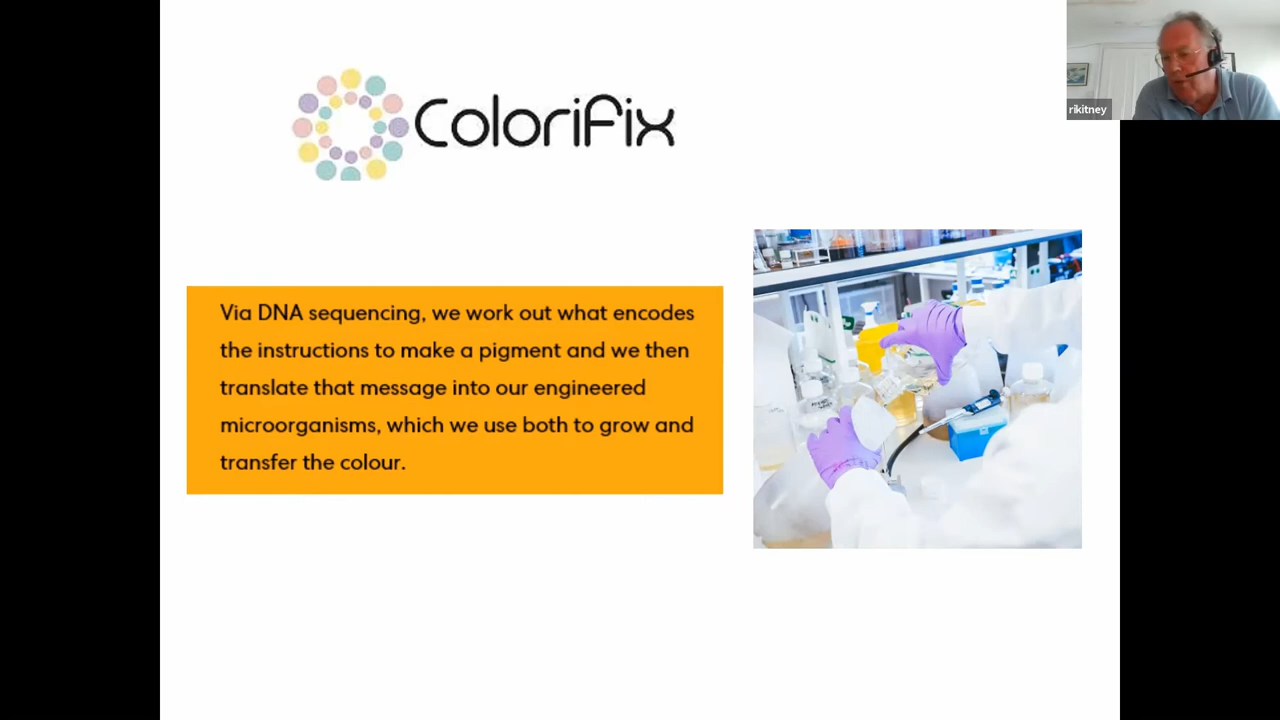 Colorifix
rikitney
Via DNA sequencing, we work out what encodes
the instructions to make a pigment and we then
translate that message into our engineered
microorganisms, which we use both to grow and
transfer the colour.